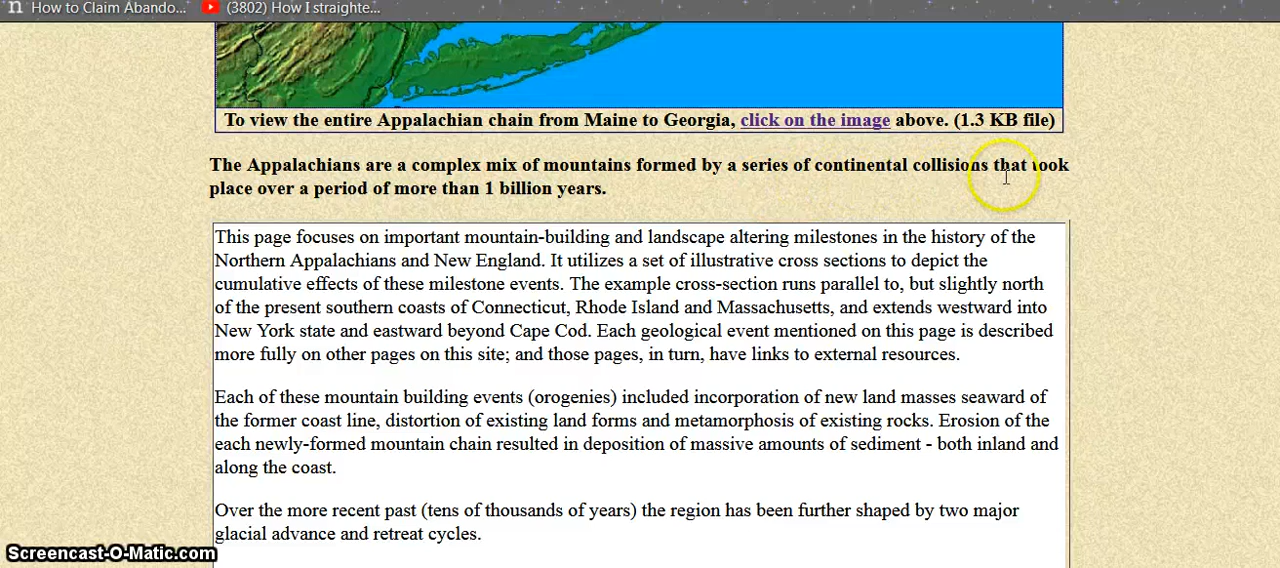 How to Claim Abando...
(3802) How I straighte...
To view the entire Appalachian chain from Maine to Georgia, click on the image above. (1.3 KB file)
The Appalachians are a complex mix of mountains formed by a series of continental collisions that took
place over a period of more than 1 billion years.
This page focuses on important mountain-building and landscape altering milestones in the history of the
Northern Appalachians and New England. It utilizes a set of illustrative cross sections to depict the
cumulative effects of these milestone events. The example cross-section runs parallel to, but slightly north
of the present southern coasts of Connecticut, Rhode Island and Massachusetts, and extends westward into
New York state and eastward beyond Cape Cod. Each geological event mentioned on this page is described
more fully on other pages on this site; and those pages, in turn, have links to external resources.
Each of these mountain building events (orogenies) included incorporation of new land masses seaward of
the former coast line, distortion of existing land forms and metamorphosis of existing rocks. Erosion of the
each newly-formed mountain chain resulted in deposition of massive amounts of sediment - both inland and
along the coast.
Over the more recent past (tens of thousands of years) the region has been further shaped by two major
glacial advance and retreat cycles.
Screencast-O-Matic.com